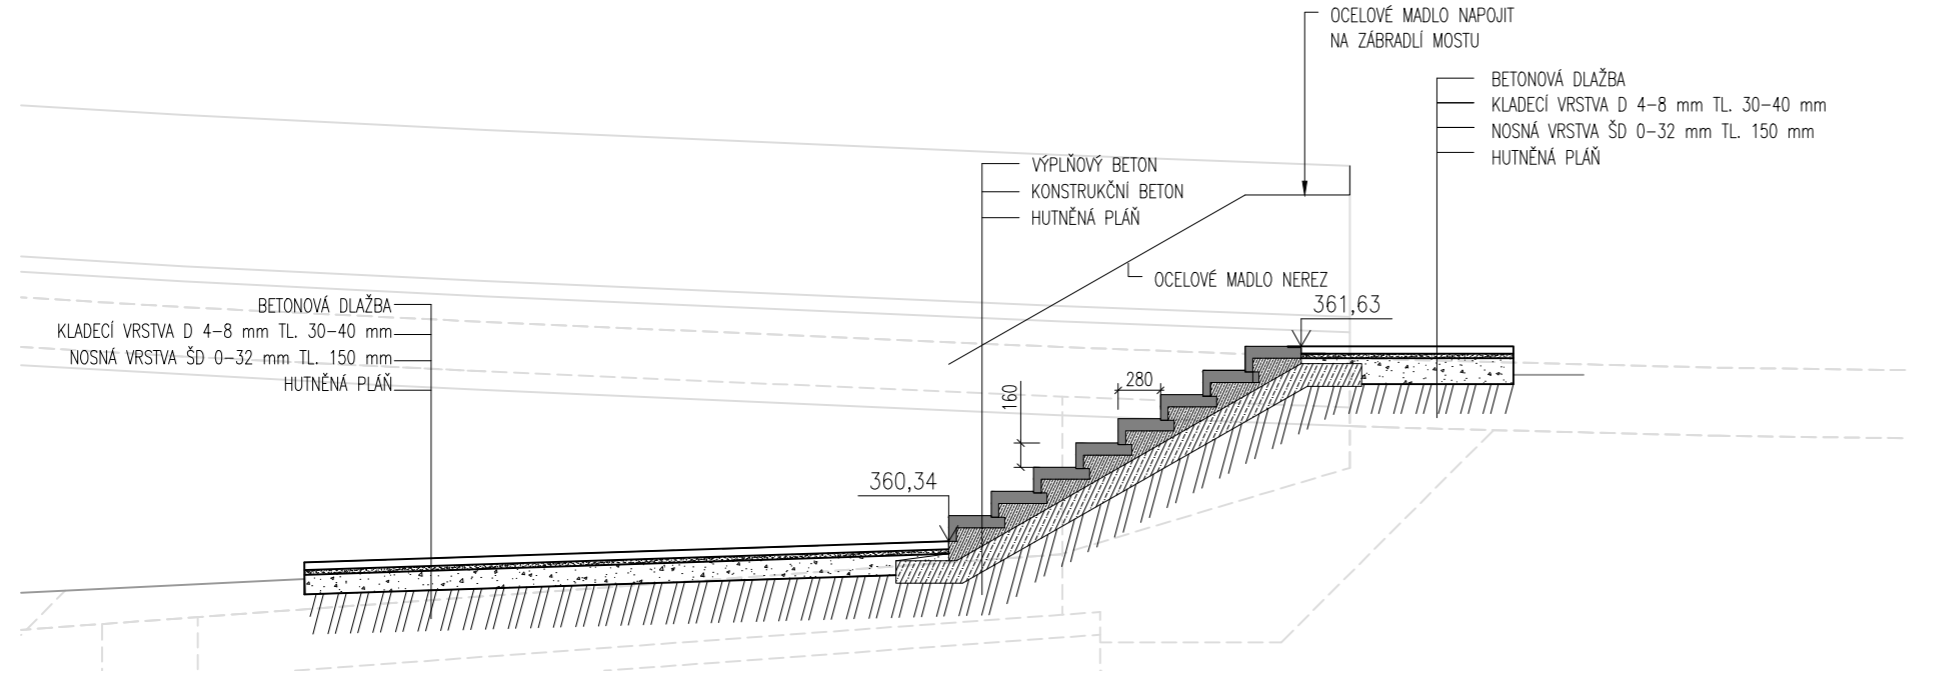 OCELOVÉ MADLO NAPOJIT
NA ZÁBRADLÍ MOSTU
BETONOVÁ DLAŽBA
KLADECÍ VRSTVA D 4-8 mm TL. 30-40 mm
NOSNÁ VRSTVA ŠD 0-32 mm TL. 150 mm
HUTNĚNÁ PLÁŇ
VÝPLŇOVÝ BETON
KONSTRUKČNÍ BETON
HUTNĚNÁ PLÁŇ
OCELOVÉ MADLO NEREZ
361,63
BETONOVÁ DLAŽBA
KLADECÍ VRSTVA D 4-8 mm TL. 30-40 mm
NOSNÁ VRSTVA ŠD 0-32 mm TL. 150 mm
HUTNĚNÁ PLÁŇ
280
160
360,34